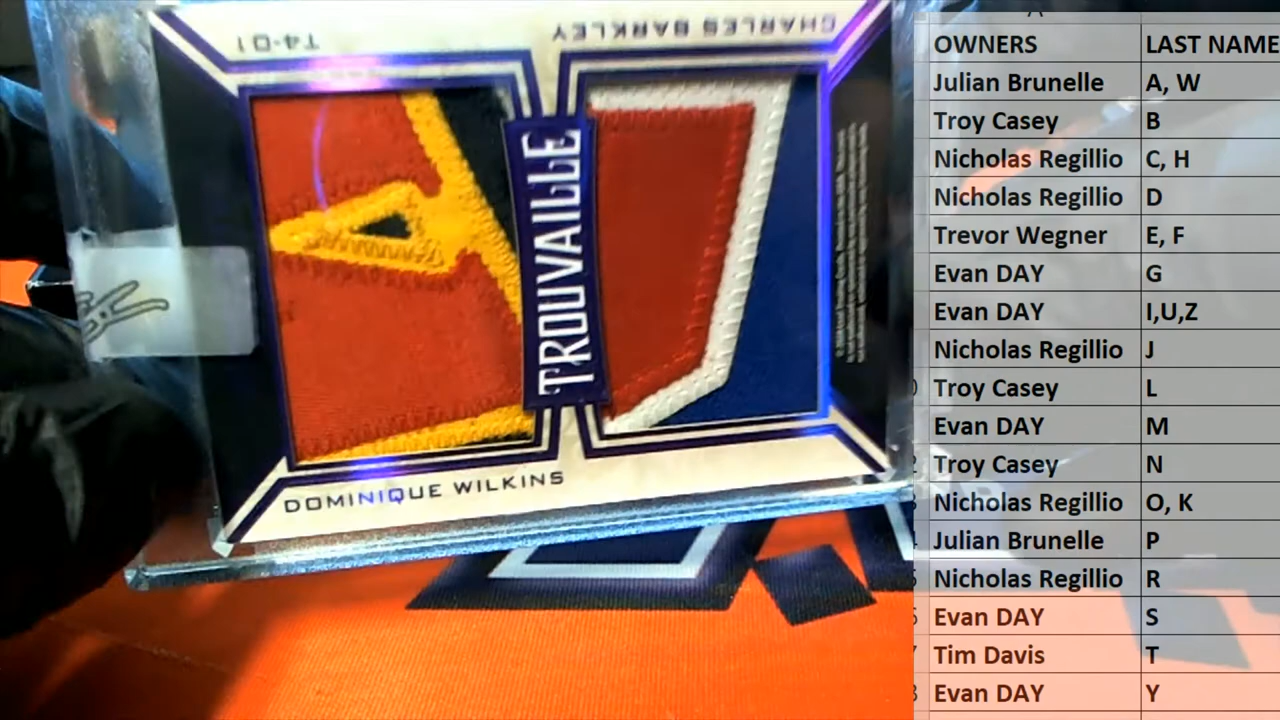 T4-01
CHARLES BARKLEY
TROUVAILLE
DOMINIQUE WILKINS
OWNERS LAST NAME
Julian Brunelle A, W
Troy Casey B
Nicholas Regillio C, H
Nicholas Regillio D
Trevor Wegner E, F
Evan DAY G
Evan DAY I,U,Z
Nicholas Regillio J
Troy Casey L
Evan DAY M
Troy Casey N
Nicholas Regillio O, K
Julian Brunelle P
Nicholas Regillio R
Evan DAY S
Tim Davis T
Evan DAY Y